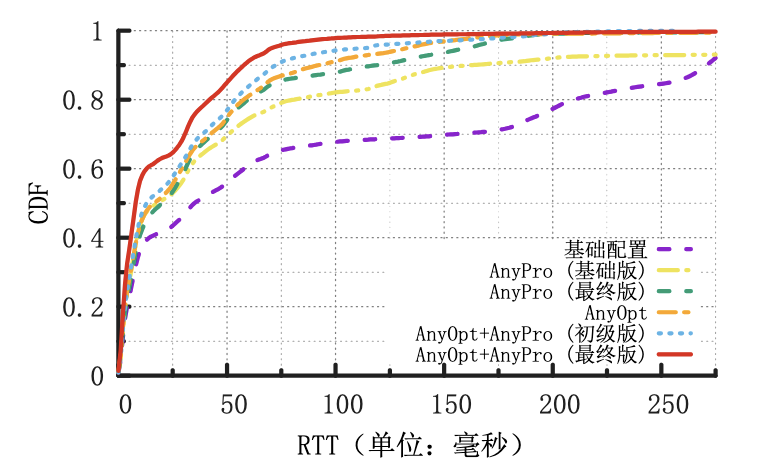 1
0.8
0.6
0.4
0.2
0
CDF
基础配置
AnyPro (基础版)
AnyPro (最终版)
AnyOpt
AnyOpt+AnyPro (初级版)
AnyOpt+AnyPro (最终版)
0 50 100 150 200 250
RTT（单位：毫秒）